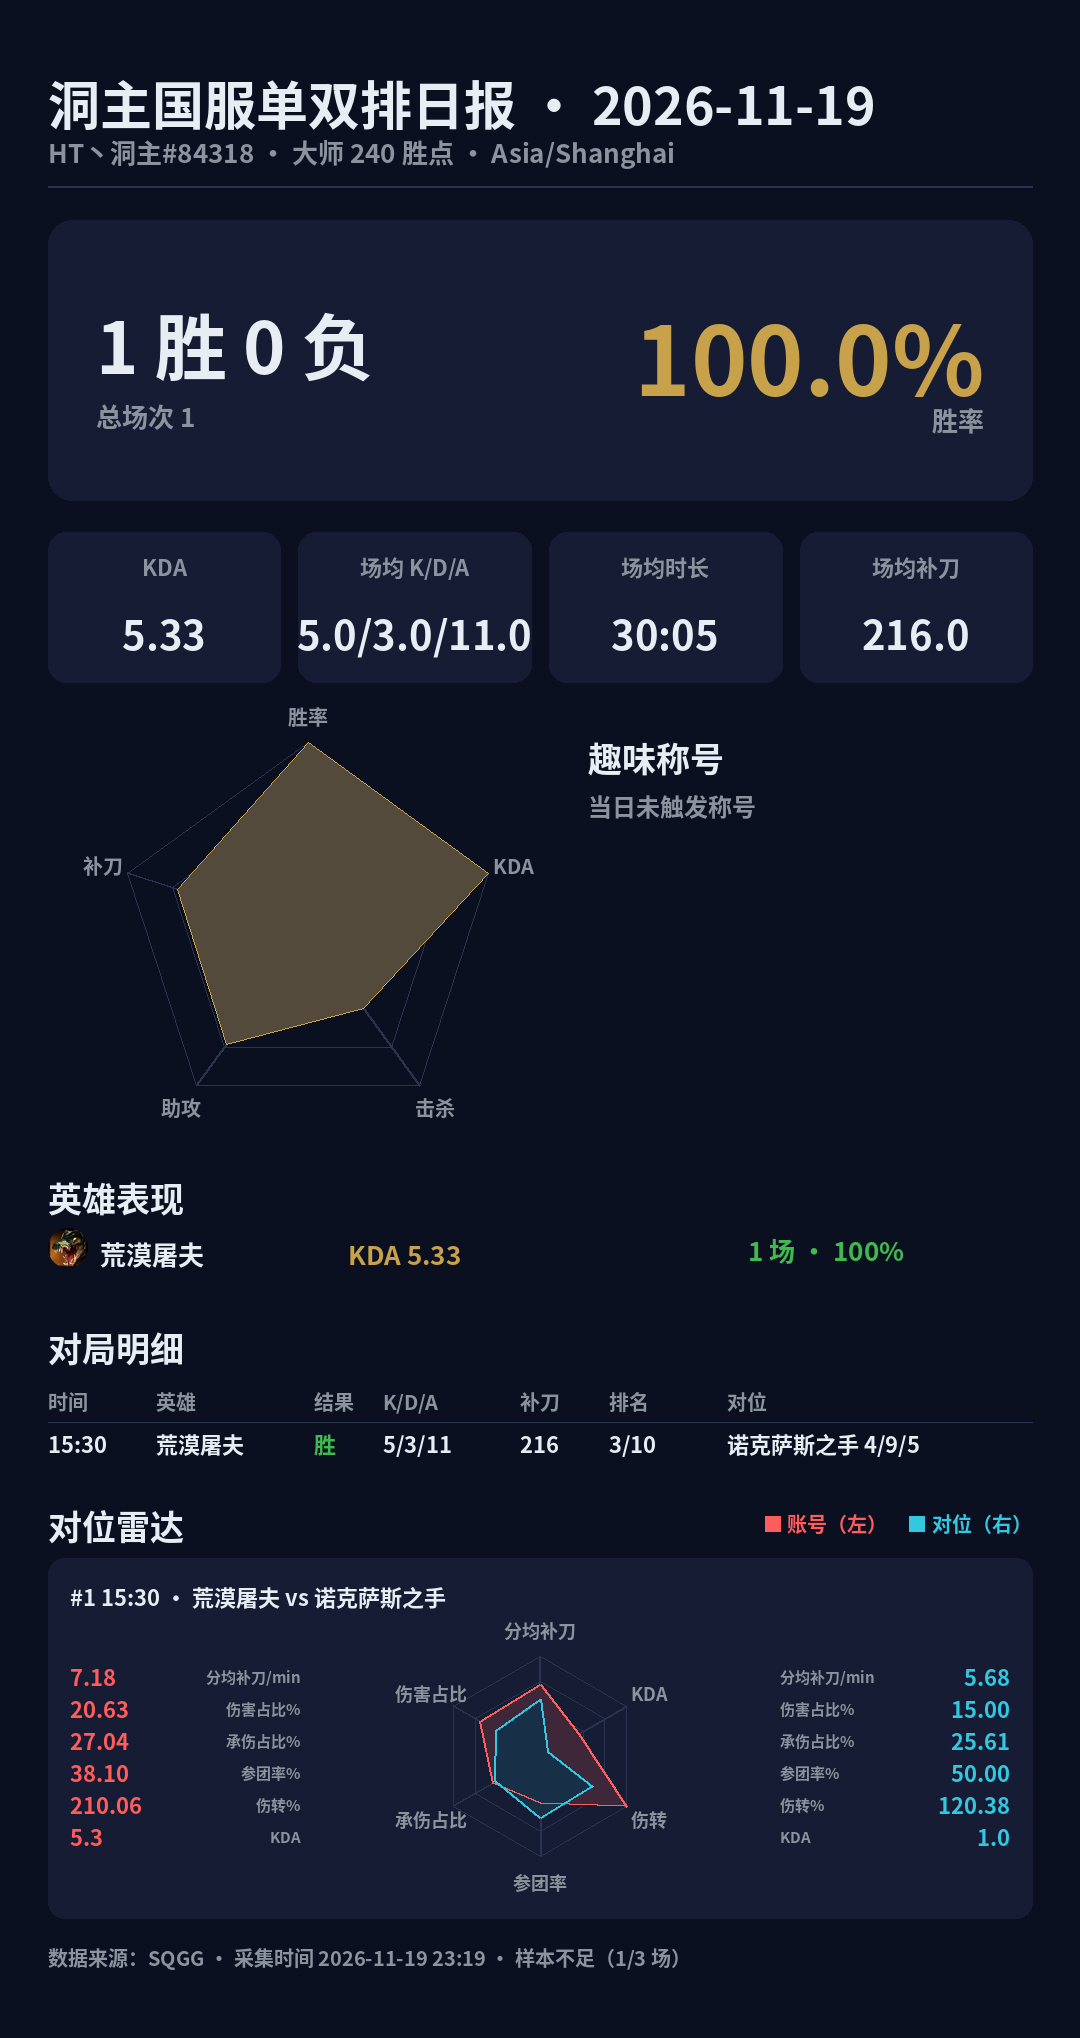 洞主国服单双排日报 • 2026-11-19
HT丶洞主#84318 • 大师 240 胜点 • Asia/Shanghai
1 胜 0 负
总场次 1
100.0%
胜率
KDA
5.33
场均 K/D/A
5.0/3.0/11.0
场均时长
30:05
场均补刀
216.0
胜率
KDA
击杀
助攻
补刀
趣味称号
当日未触发称号
英雄表现
荒漠屠夫 KDA 5.33 1 场 • 100%
对局明细
时间 英雄 结果 K/D/A 补刀 排名 对位
15:30 荒漠屠夫 胜 5/3/11 216 3/10 诺克萨斯之手 4/9/5
对位雷达
账号（左） 对位（右）
#1 15:30 • 荒漠屠夫 vs 诺克萨斯之手
7.18 分均补刀/min
20.63 伤害占比%
27.04 承伤占比%
38.10 参团率%
210.06 伤转%
5.3 KDA
分均补刀
KDA
伤转
参团率
承伤占比
伤害占比
分均补刀/min 5.68
伤害占比% 15.00
承伤占比% 25.61
参团率% 50.00
伤转% 120.38
KDA 1.0
数据来源：SQGG • 采集时间 2026-11-19 23:19 • 样本不足（1/3 场）